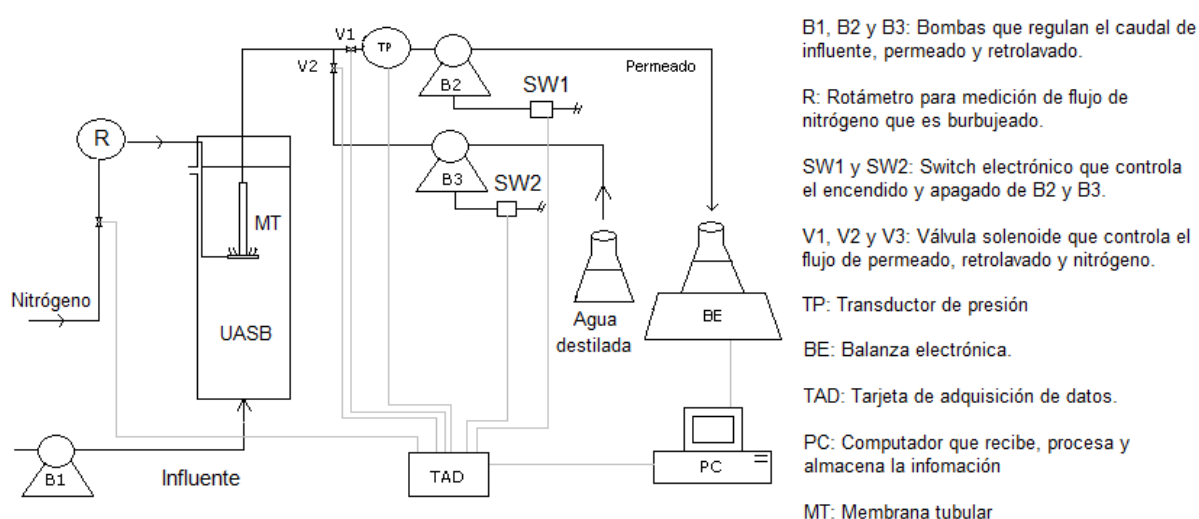 V1
V2
TP
B2
SW1
Permeado
R
B3
SW2
MT
Nitrógeno
UASB
Agua
destilada
BE
B1
Influente
TAD
PC
B1, B2 y B3: Bombas que regulan el caudal de
influente, permeado y retrolavado.
R: Rotámetro para medición de flujo de
nitrógeno que es burbujeado.
SW1 y SW2: Switch electrónico que controla
el encendido y apagado de B2 y B3.
V1, V2 y V3: Válvula solenoide que controla el
flujo de permeado, retrolavado y nitrógeno.
TP: Transductor de presión
BE: Balanza electrónica.
TAD: Tarjeta de adquisición de datos.
PC: Computador que recibe, procesa y
almacena la infomación
MT: Membrana tubular